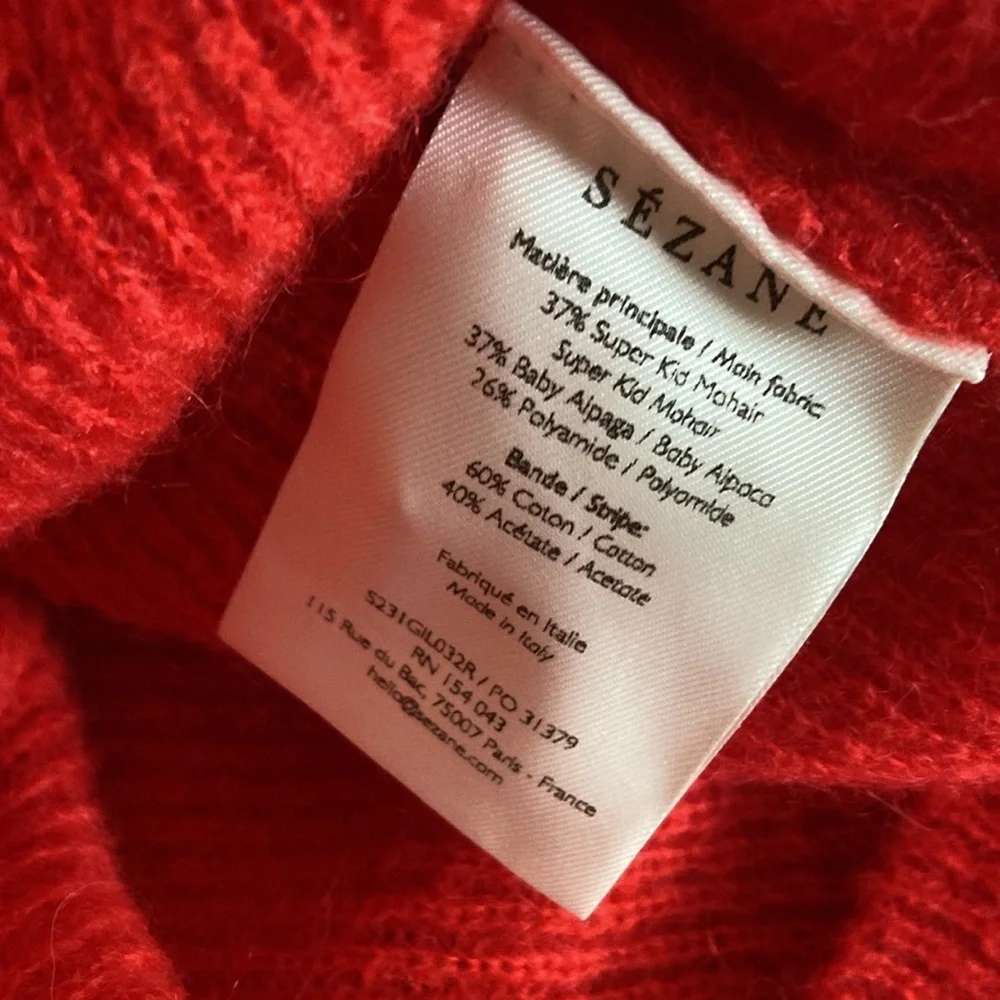 SÉZANE
Matière principale / Main fabric
37% Super Kid Mohair
Super Kid Mohair
37% Baby Alpaga / Baby Alpaca
26% Polyamide / Polyamide
Bande / Stripe:
60% Coton / Cotton
40% Acétate / Acetate
Fabriqué en Italie
Made in Italy
S231GIL032R / PO 31379
RN 154 043
115 Rue du Bac, 75007 Paris - France
hello@sezane.com